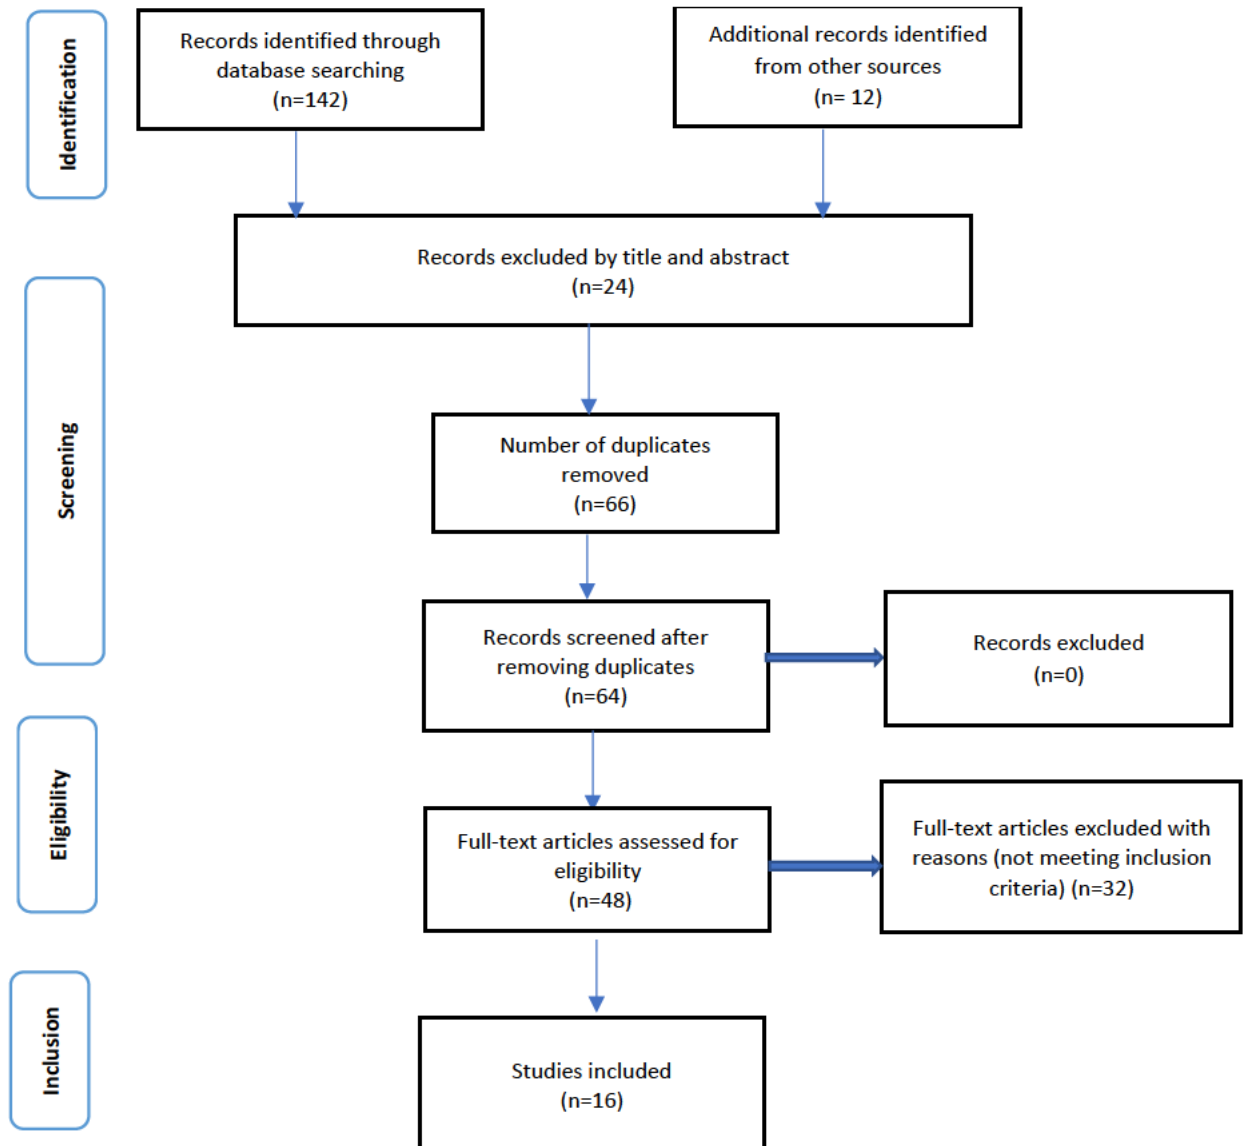 Identification
Records identified through
database searching
(n=142)
Additional records identified
from other sources
(n= 12)
Records excluded by title and abstract
(n=24)
Screening
Number of duplicates
removed
(n=66)
Records screened after
removing duplicates
(n=64)
Records excluded
(n=0)
Eligibility
Full-text articles assessed for
eligibility
(n=48)
Full-text articles excluded with
reasons (not meeting inclusion
criteria) (n=32)
Inclusion
Studies included
(n=16)